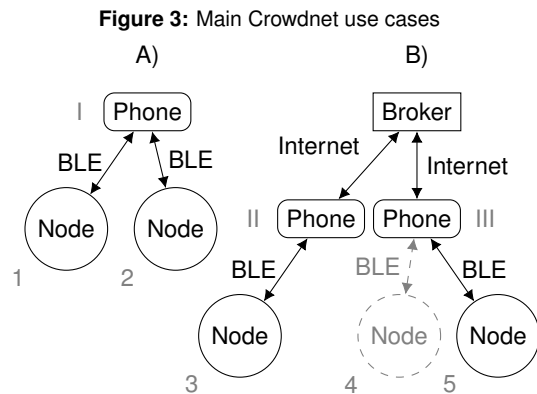 Figure 3: Main Crowdnet use cases
A) B)
I Phone Broker
Internet Internet
BLE BLE
Node Node
1 2
II Phone Phone III
BLE BLE BLE
Node Node Node
3 4 5